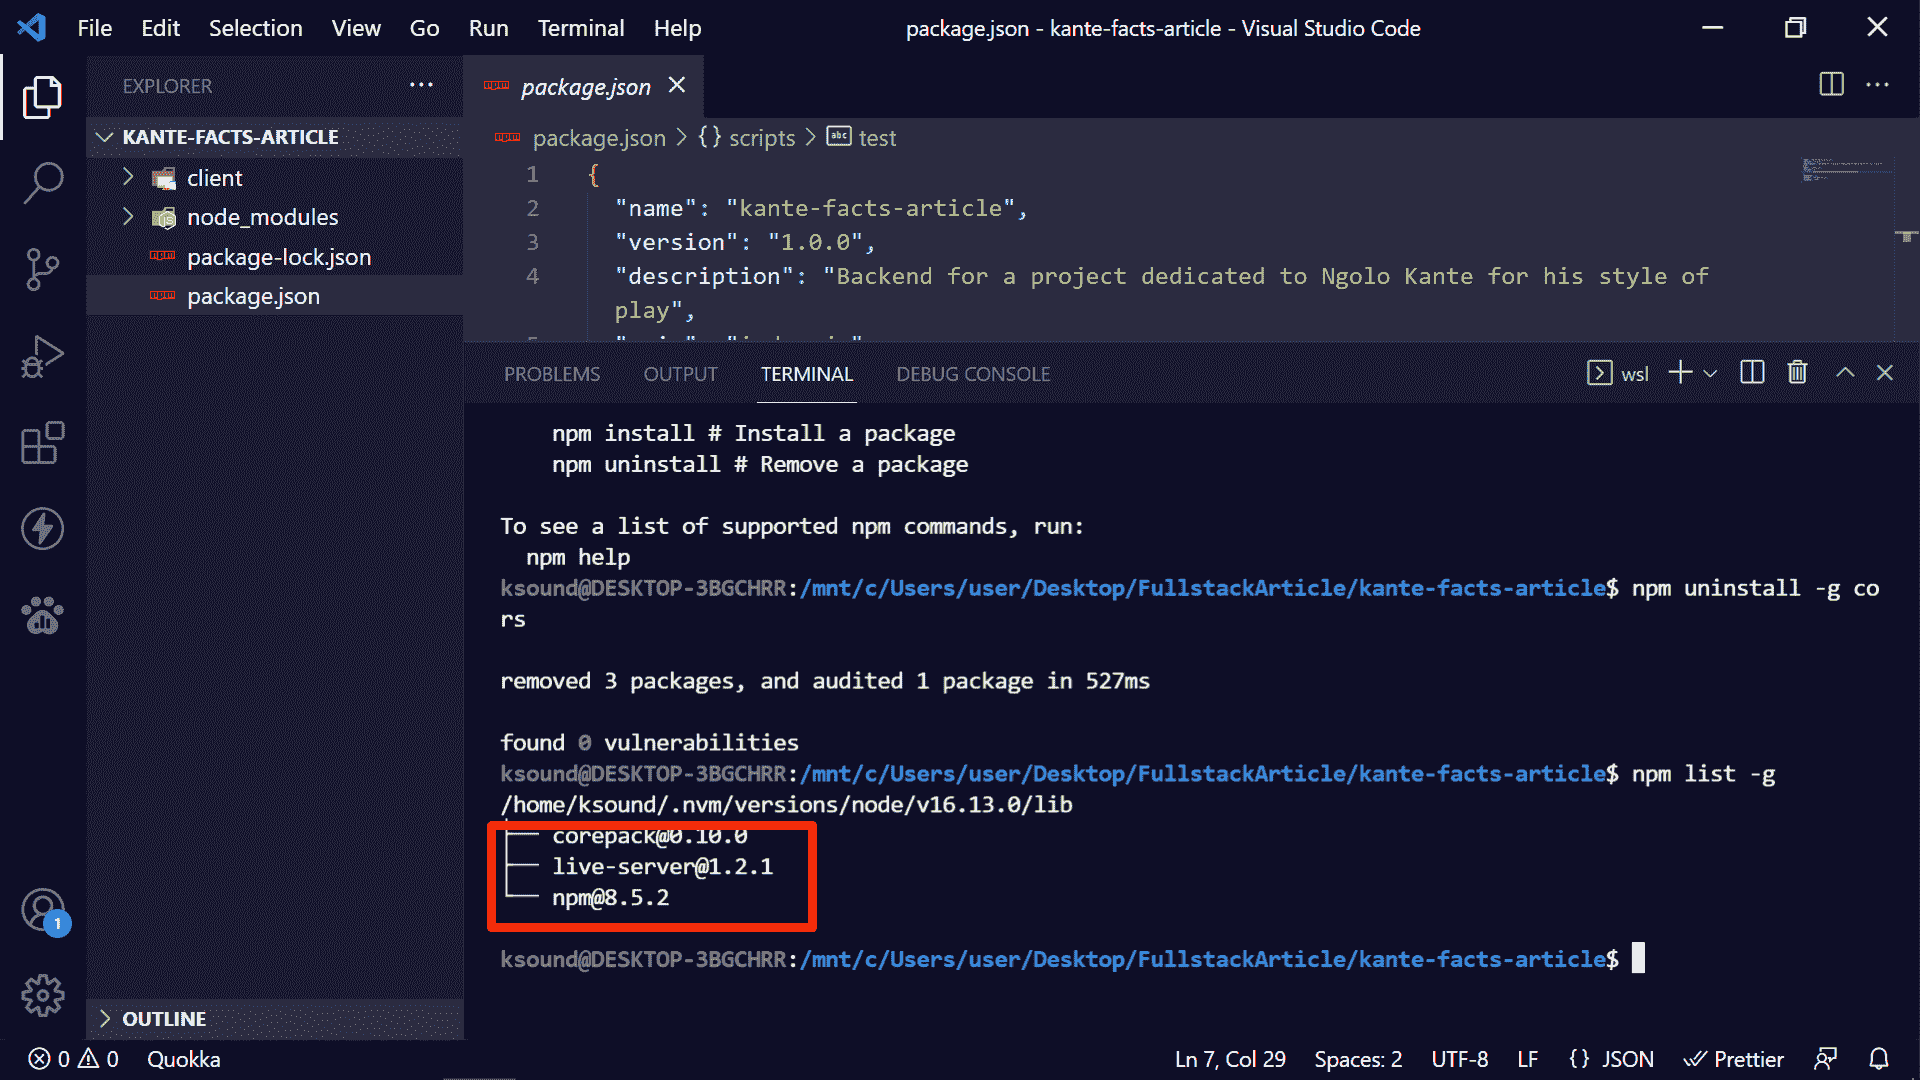 File Edit Selection View Go Run Terminal Help
package.json - kante-facts-article - Visual Studio Code
EXPLORER
KANTE-FACTS-ARTICLE
client
node_modules
package-lock.json
package.json
OUTLINE
package.json
package.json > {} scripts > abc test
1 {
2 "name": "kante-facts-article",
3 "version": "1.0.0",
4 "description": "Backend for a project dedicated to Ngolo Kante for his style of
play",
PROBLEMS OUTPUT TERMINAL DEBUG CONSOLE
wsl
npm install # Install a package
npm uninstall # Remove a package
To see a list of supported npm commands, run:
npm help
ksound@DESKTOP-3BGCHRR:/mnt/c/Users/user/Desktop/FullstackArticle/kante-facts-article$ npm uninstall -g co
rs
removed 3 packages, and audited 1 package in 527ms
found 0 vulnerabilities
ksound@DESKTOP-3BGCHRR:/mnt/c/Users/user/Desktop/FullstackArticle/kante-facts-article$ npm list -g
/home/ksound/.nvm/versions/node/v16.13.0/lib
├── corepack@0.10.0
├── live-server@1.2.1
└── npm@8.5.2
ksound@DESKTOP-3BGCHRR:/mnt/c/Users/user/Desktop/FullstackArticle/kante-facts-article$
1
0 0 Quokka
Ln 7, Col 29 Spaces: 2 UTF-8 LF {} JSON Prettier